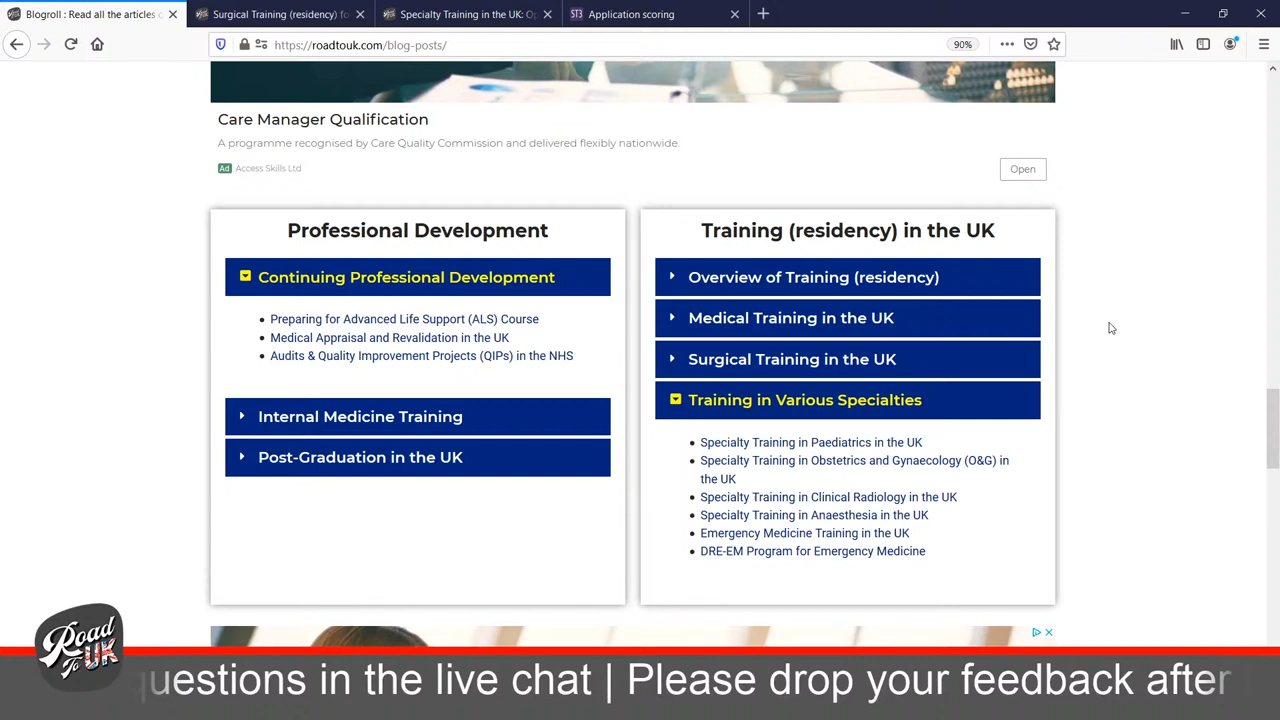 Blogroll : Read all the articles c
Surgical Training (residency) fo
Specialty Training in the UK: Op
ST3 Application scoring
https://roadtouk.com/blog-posts/
90%
Care Manager Qualification
A programme recognised by Care Quality Commission and delivered flexibly nationwide.
Ad Access Skills Ltd
Open
Professional Development
Continuing Professional Development
Preparing for Advanced Life Support (ALS) Course
Medical Appraisal and Revalidation in the UK
Audits & Quality Improvement Projects (QIPs) in the NHS
Internal Medicine Training
Post-Graduation in the UK
Training (residency) in the UK
Overview of Training (residency)
Medical Training in the UK
Surgical Training in the UK
Training in Various Specialties
Specialty Training in Paediatrics in the UK
Specialty Training in Obstetrics and Gynaecology (O&G) in
the UK
Specialty Training in Clinical Radiology in the UK
Specialty Training in Anaesthesia in the UK
Emergency Medicine Training in the UK
DRE-EM Program for Emergency Medicine
Road
To UK
uestions in the live chat | Please drop your feedback after